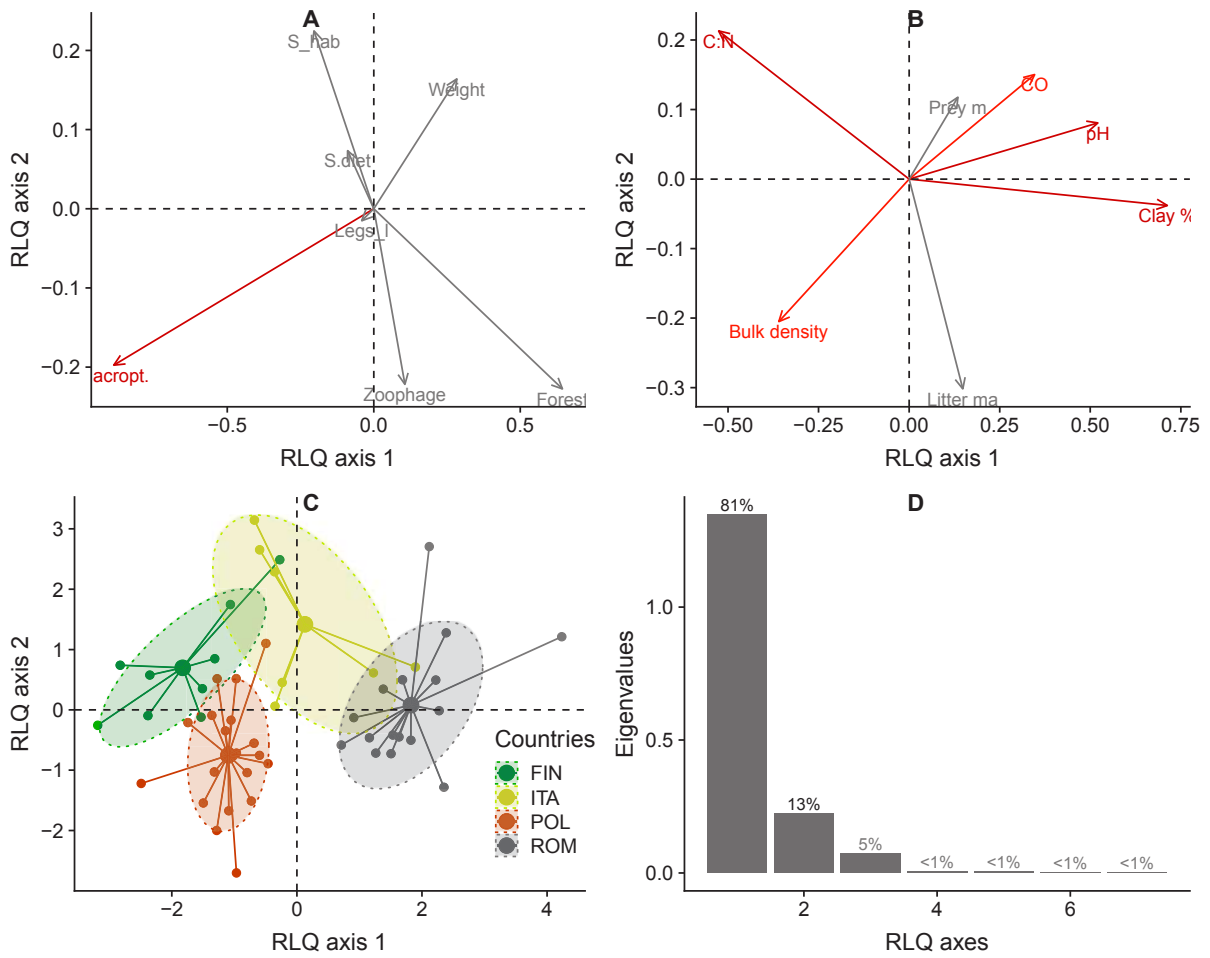 A
S_hab
Weight
S.diet
Legs_l
acropt.
Zoophage
Forest
0.2
0.1
0.0
−0.1
−0.2
−0.5
0.0
0.5
RLQ axis 1
RLQ axis 2
B
C:N
CO
Prey m
pH
Clay %
Bulk density
Litter ma
0.2
0.1
0.0
−0.1
−0.2
−0.3
−0.50
−0.25
0.00
0.25
0.50
0.75
RLQ axis 1
RLQ axis 2
C
3
2
1
0
−1
−2
−2
0
2
4
RLQ axis 1
RLQ axis 2
Countries
FIN
ITA
POL
ROM
D
81%
13%
5%
<1%
<1%
<1%
<1%
1.0
0.5
0.0
2
4
6
RLQ axes
Eigenvalues